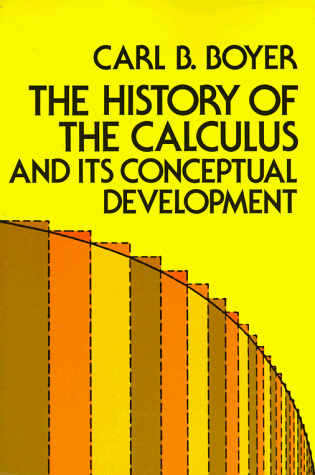 CARL B. BOYER
THE HISTORY OF
THE CALCULUS
AND ITS CONCEPTUAL
DEVELOPMENT